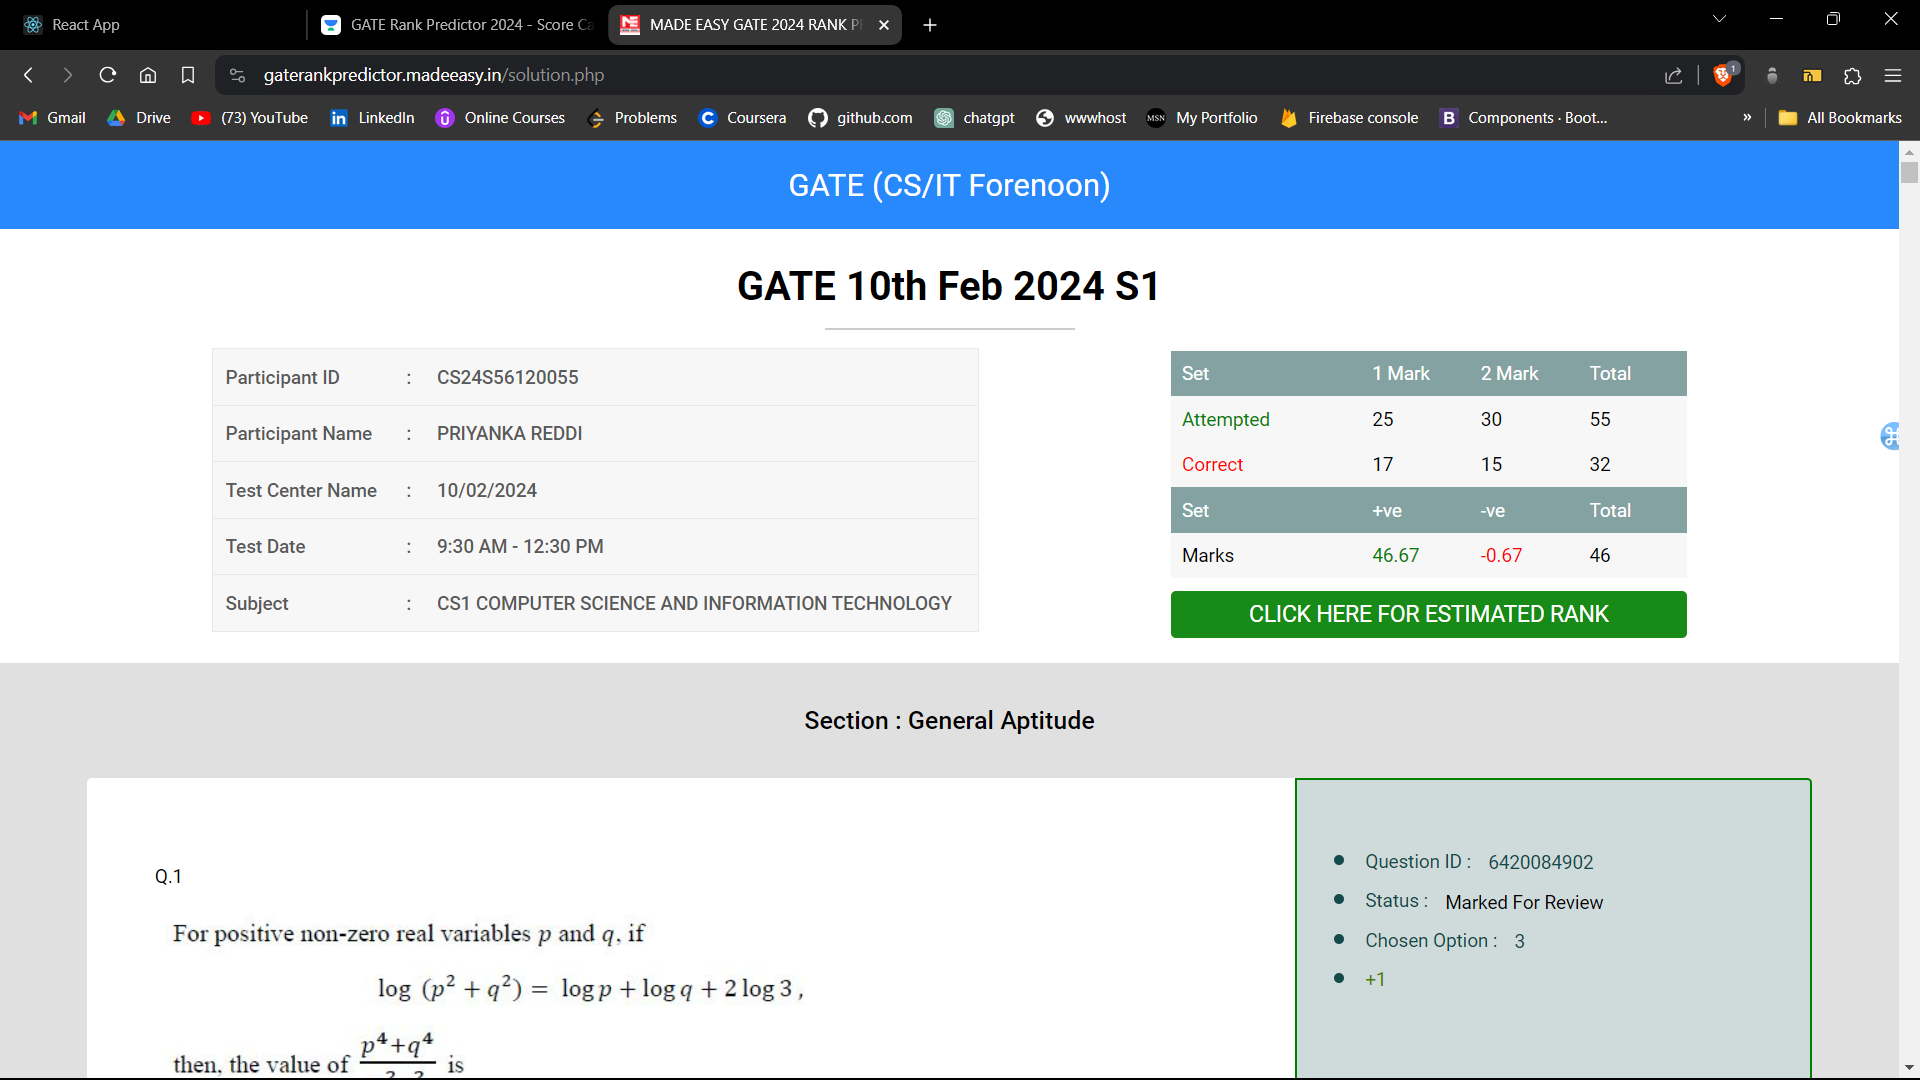 React App
GATE Rank Predictor 2024 - Score Ca
MADE EASY GATE 2024 RANK P
gaterankpredictor.madeeasy.in/solution.php
1
Gmail
Drive
(73) YouTube
LinkedIn
Online Courses
Problems
Coursera
github.com
chatgpt
wwwhost
MSN
My Portfolio
Firebase console
B
Components · Boot...
»
All Bookmarks
GATE (CS/IT Forenoon)
GATE 10th Feb 2024 S1
Participant ID : CS24S56120055
Participant Name : PRIYANKA REDDI
Test Center Name : 10/02/2024
Test Date : 9:30 AM - 12:30 PM
Subject : CS1 COMPUTER SCIENCE AND INFORMATION TECHNOLOGY
Set 1 Mark 2 Mark Total
Attempted 25 30 55
Correct 17 15 32
Set +ve -ve Total
Marks 46.67 -0.67 46
CLICK HERE FOR ESTIMATED RANK
Section : General Aptitude
Q.1
For positive non-zero real variables p and q, if
log (p² + q²) = log p + log q + 2 log 3 ,
then, the value of p⁴+q⁴ is
Question ID : 6420084902
Status : Marked For Review
Chosen Option : 3
+1